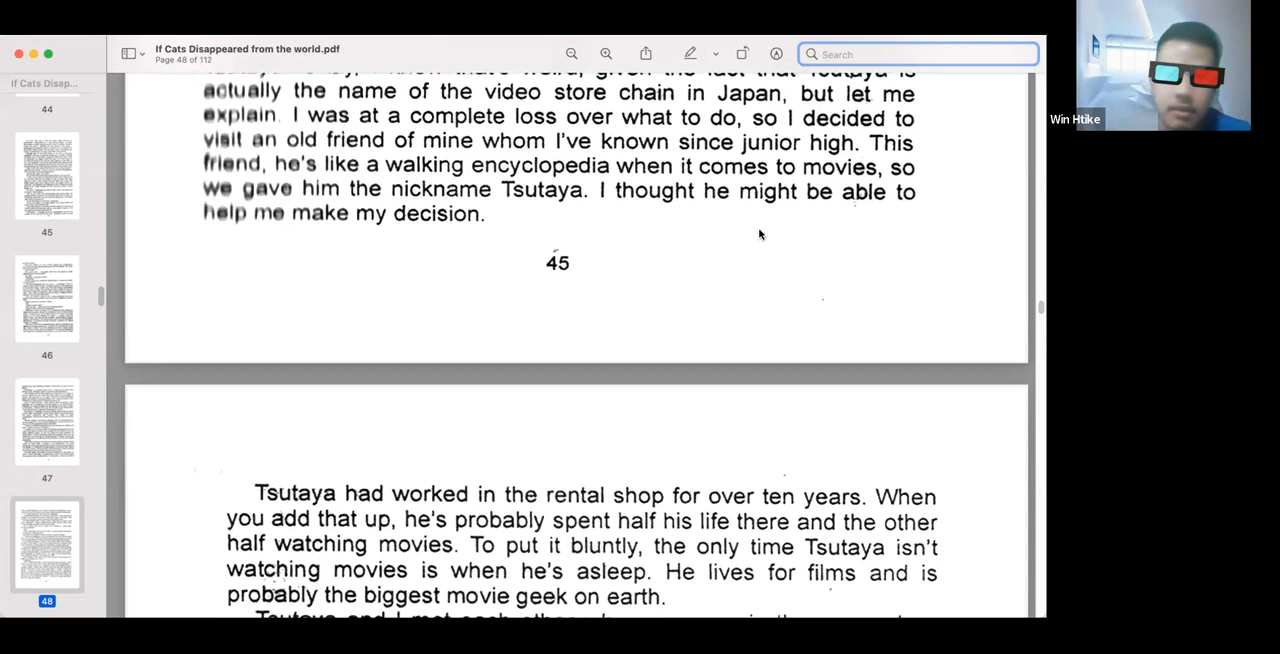 If Cats Disappeared from the world.pdf
Page 48 of 112
Search
If Cats Disap...
44
45
46
47
48
Win Htike
actually the name of the video store chain in Japan, but let me
explain. I was at a complete loss over what to do, so I decided to
visit an old friend of mine whom I've known since junior high. This
friend, he's like a walking encyclopedia when it comes to movies, so
we gave him the nickname Tsutaya. I thought he might be able to
help me make my decision.
45
Tsutaya had worked in the rental shop for over ten years. When
you add that up, he's probably spent half his life there and the other
half watching movies. To put it bluntly, the only time Tsutaya isn't
watching movies is when he's asleep. He lives for films and is
probably the biggest movie geek on earth.